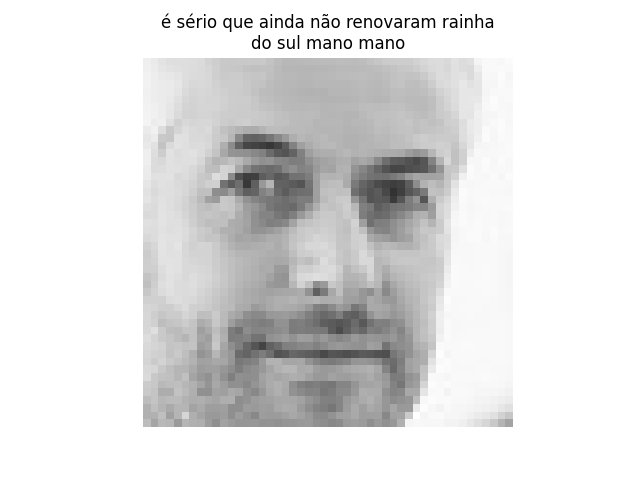 é sério que ainda não renovaram rainha
do sul mano mano